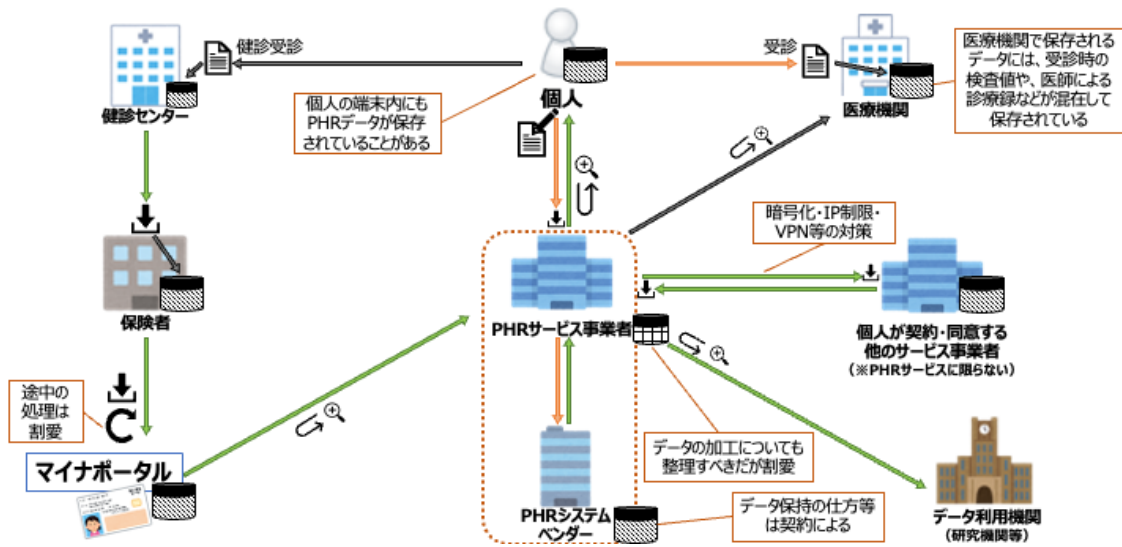 健診受診
受診
健診センター
個人
医療機関
医療機関で保存される
データには、受診時の
検査値や、医師による
診療録などが混在して
保存されている
個人の端末内にも
PHRデータが保存
されていることがある
暗号化・IP制限・
VPN等の対策
保険者
PHRサービス事業者
個人が契約・同意する
他のサービス事業者
（※PHRサービスに限らない）
途中の
処理は
割愛
マイナポータル
データの加工についても
整理すべきだが割愛
PHRシステム
ベンダー
データ保持の仕方等
は契約による
データ利用機関
（研究機関等）